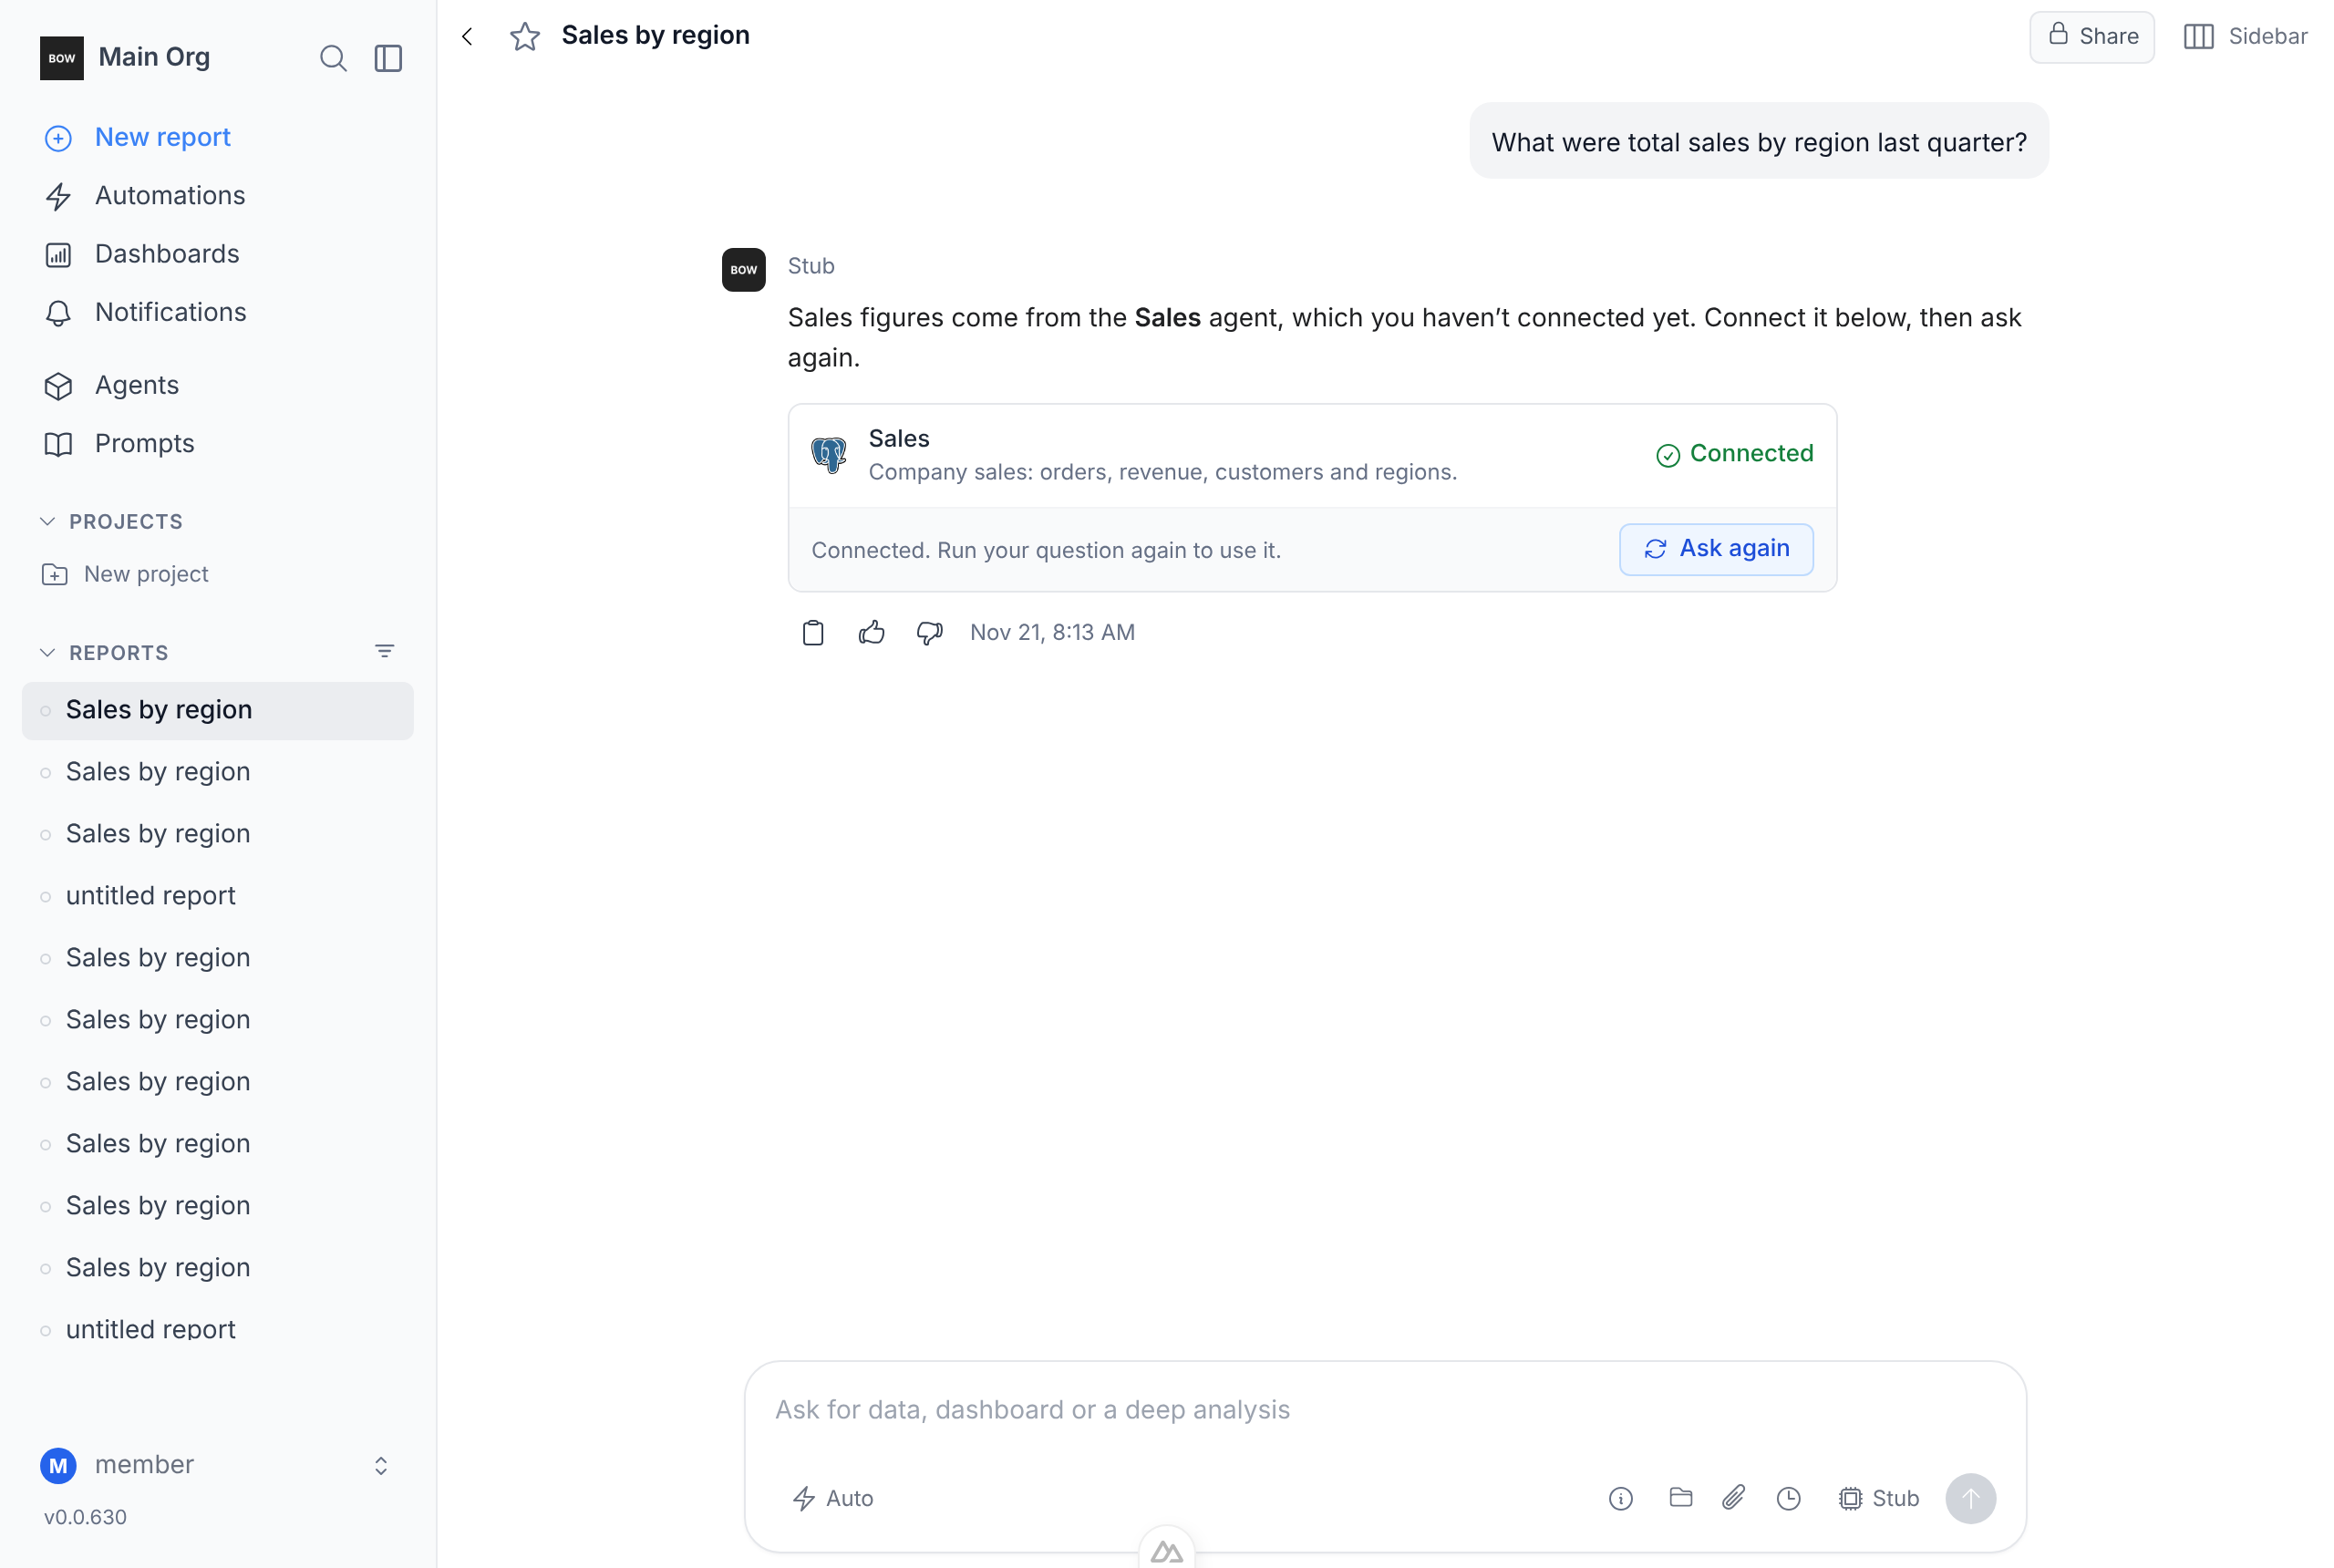 BOW
Main Org
New report
Automations
Dashboards
Notifications
Agents
Prompts
PROJECTS
New project
REPORTS
Sales by region
Sales by region
Sales by region
untitled report
Sales by region
Sales by region
Sales by region
Sales by region
Sales by region
Sales by region
untitled report
M
member
v0.0.630
Sales by region
Share
Sidebar
What were total sales by region last quarter?
BOW
Stub
Sales figures come from the Sales agent, which you haven’t connected yet. Connect it below, then ask
again.
Sales
Company sales: orders, revenue, customers and regions.
Connected
Connected. Run your question again to use it.
Ask again
Nov 21, 8:13 AM
Ask for data, dashboard or a deep analysis
Auto
Stub